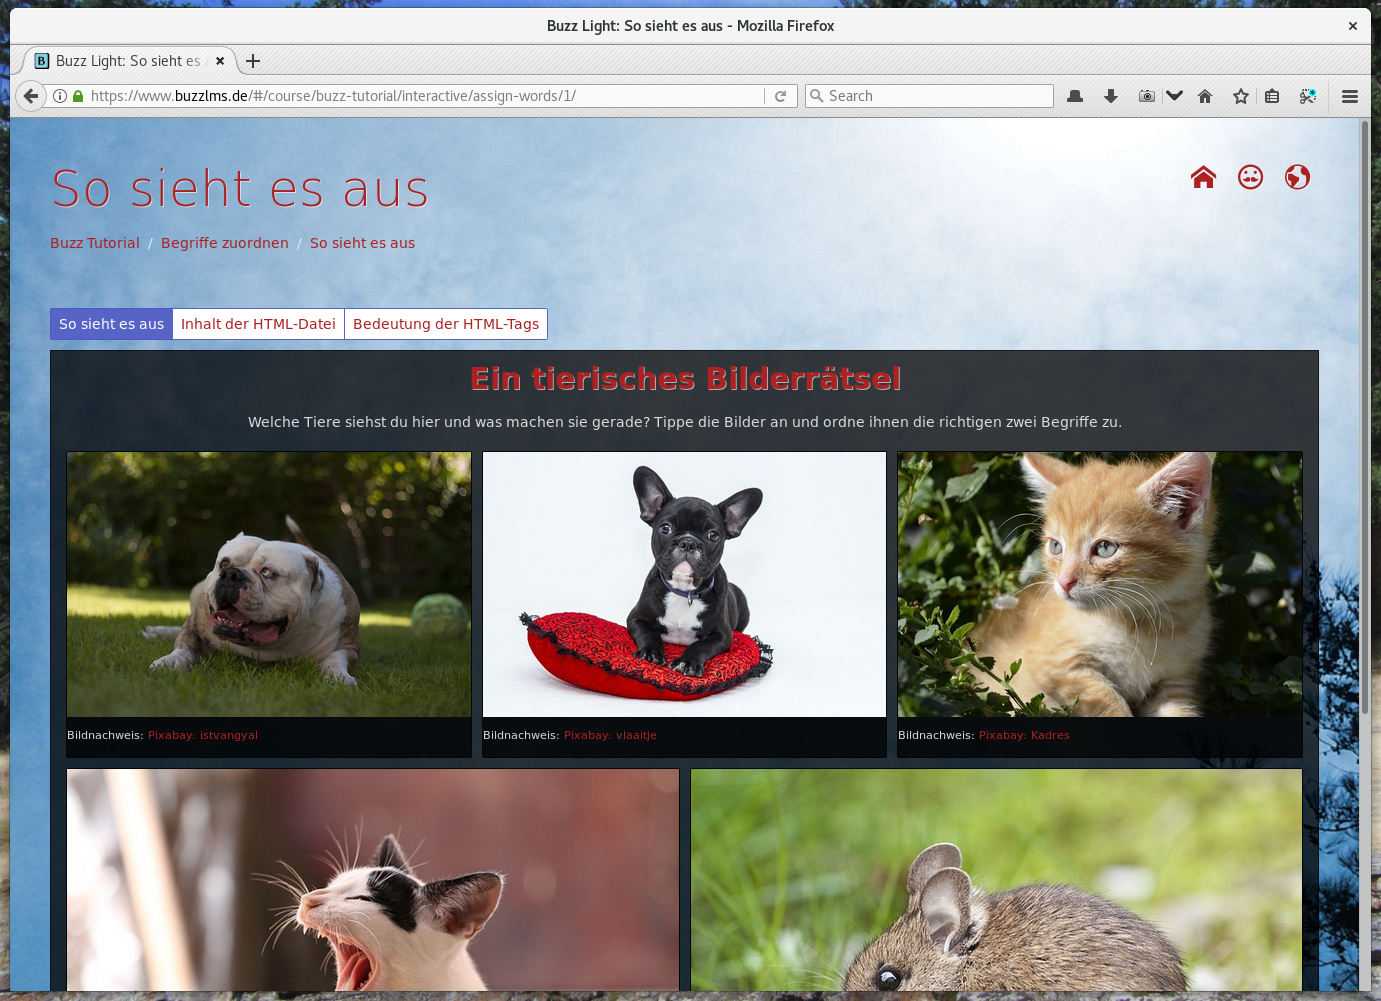 Buzz Light: So sieht es aus - Mozilla Firefox
B Buzz Light: So sieht es
https://www.buzzlms.de/#/course/buzz-tutorial/interactive/assign-words/1/
Search
So sieht es aus
Buzz Tutorial / Begriffe zuordnen / So sieht es aus
So sieht es aus
Inhalt der HTML-Datei
Bedeutung der HTML-Tags
Ein tierisches Bilderrätsel
Welche Tiere siehst du hier und was machen sie gerade? Tippe die Bilder an und ordne ihnen die richtigen zwei Begriffe zu.
Bildnachweis: Pixabay: istvangyal
Bildnachweis: Pixabay: vlaaitje
Bildnachweis: Pixabay: Kadres